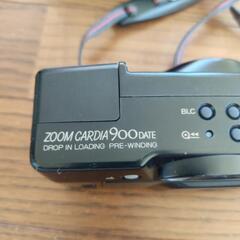 BLC
ZOOM CARDIA 900 DATE
DROP IN LOADING PRE-WINDING